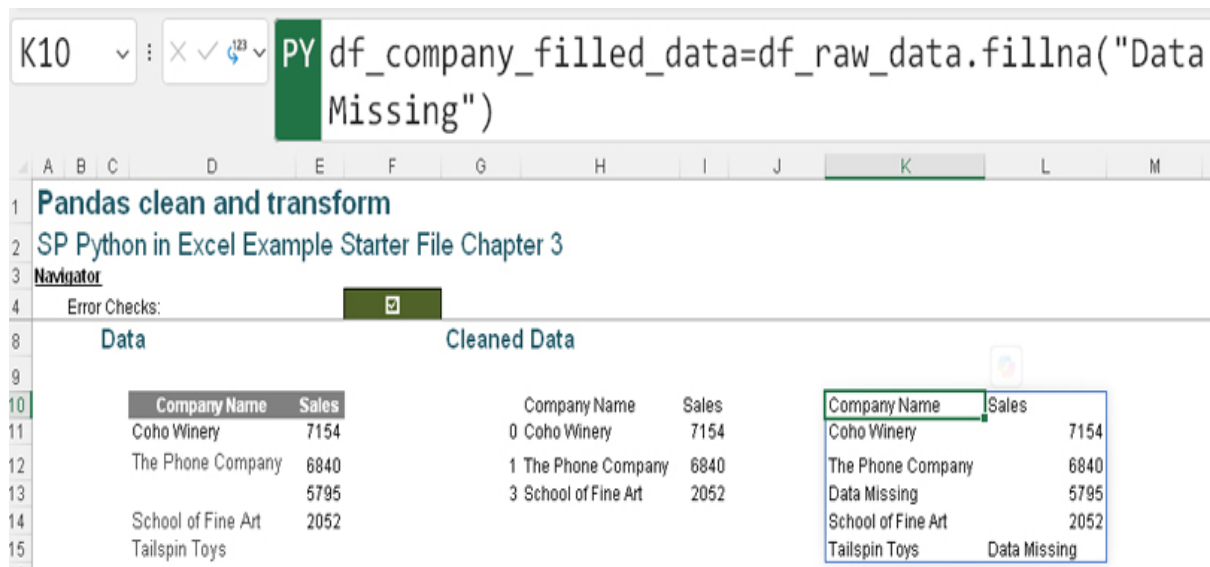 K10 123 PY df_company_filled_data=df_raw_data.fillna("Data
Missing")
A B C D E F G H I J K L M
1 Pandas clean and transform
2 SP Python in Excel Example Starter File Chapter 3
3 Navigator
4 Error Checks:
8 Data Cleaned Data
9
10 Company Name Sales Company Name Sales Company Name Sales
11 Coho Winery 7154 0 Coho Winery 7154 Coho Winery 7154
12 The Phone Company 6840 1 The Phone Company 6840 The Phone Company 6840
13 5795 3 School of Fine Art 2052 Data Missing 5795
14 School of Fine Art 2052 School of Fine Art 2052
15 Tailspin Toys Tailspin Toys Data Missing